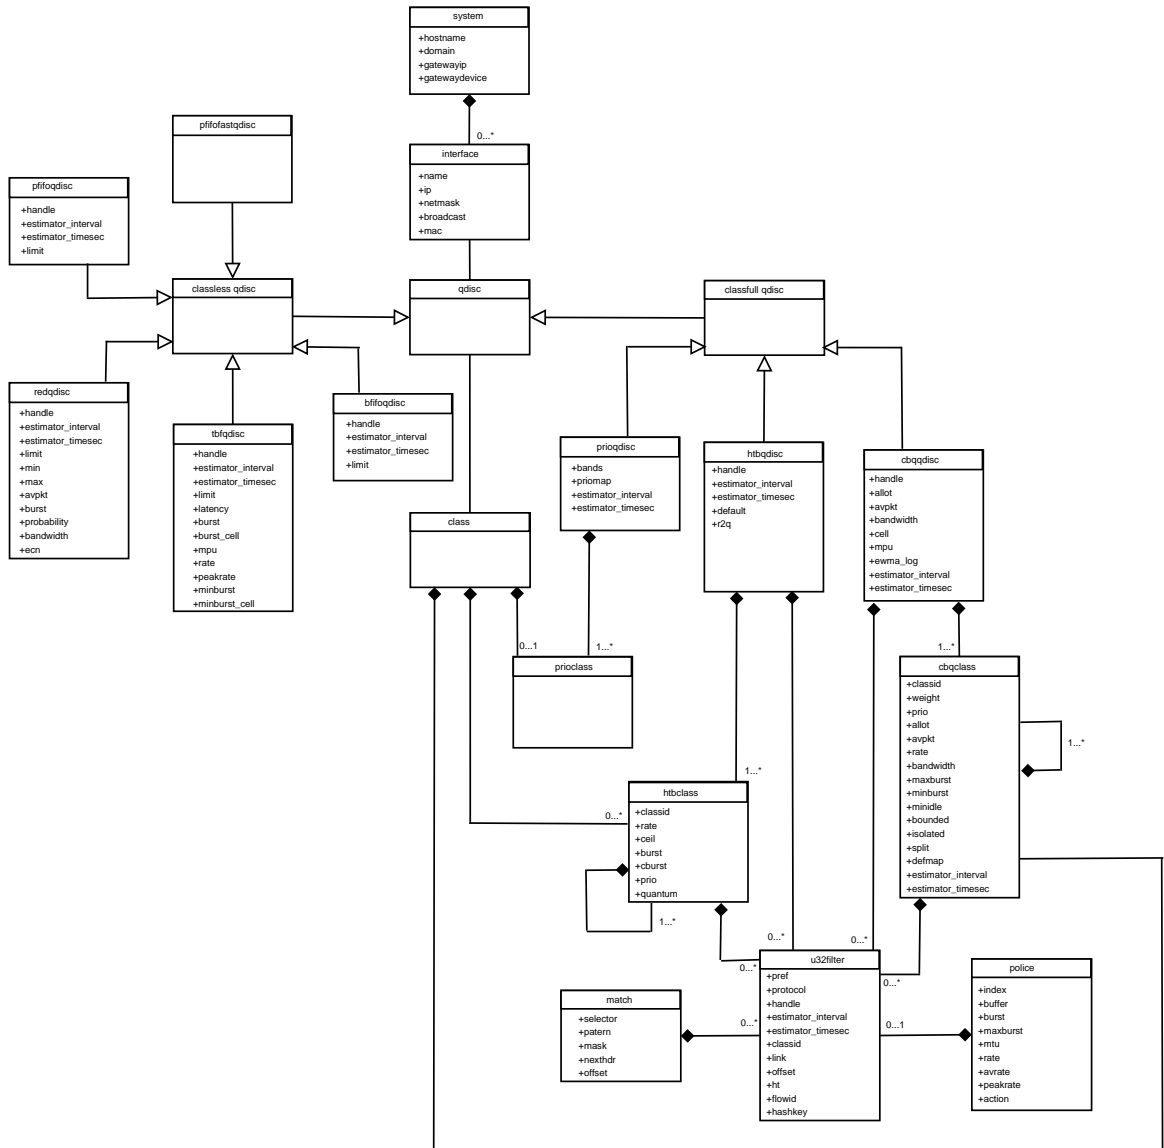 system
+hostname
+domain
+gatewayip
+gatewaydevice
0...*
interface
+name
+ip
+netmask
+broadcast
+mac
pfifofastqdisc
pfifoqdisc
+handle
+estimator_interval
+estimator_timesec
+limit
classless qdisc
qdisc
classfull qdisc
redqdisc
+handle
+estimator_interval
+estimator_timesec
+limit
+min
+max
+avpkt
+burst
+probability
+bandwidth
+ecn
tbfqdisc
+handle
+estimator_interval
+estimator_timesec
+limit
+latency
+burst
+burst_cell
+mpu
+rate
+peakrate
+minburst
+minburst_cell
bfifoqdisc
+handle
+estimator_interval
+estimator_timesec
+limit
prioqdisc
+bands
+priomap
+estimator_interval
+estimator_timesec
htbqdisc
+handle
+estimator_interval
+estimator_timesec
+default
+r2q
cbqqdisc
+handle
+allot
+avpkt
+bandwidth
+cell
+mpu
+ewma_log
+estimator_interval
+estimator_timesec
class
0...1
1...*
prioclass
1...*
cbqclass
+classid
+weight
+prio
+allot
+avpkt
+rate
+bandwidth
+maxburst
+minburst
+minidle
+bounded
+isolated
+split
+defmap
+estimator_interval
+estimator_timesec
1...*
1...*
htbclass
+classid
+rate
+ceil
+burst
+cburst
+prio
+quantum
0...*
1...*
0...*
0...*
0...*
0...*
u32filter
+pref
+protocol
+handle
+estimator_interval
+estimator_timesec
+classid
+link
+offset
+ht
+flowid
+hashkey
match
+selector
+patern
+mask
+nexthdr
+offset
0...*
0...1
police
+index
+buffer
+burst
+maxburst
+mtu
+rate
+avrate
+peakrate
+action